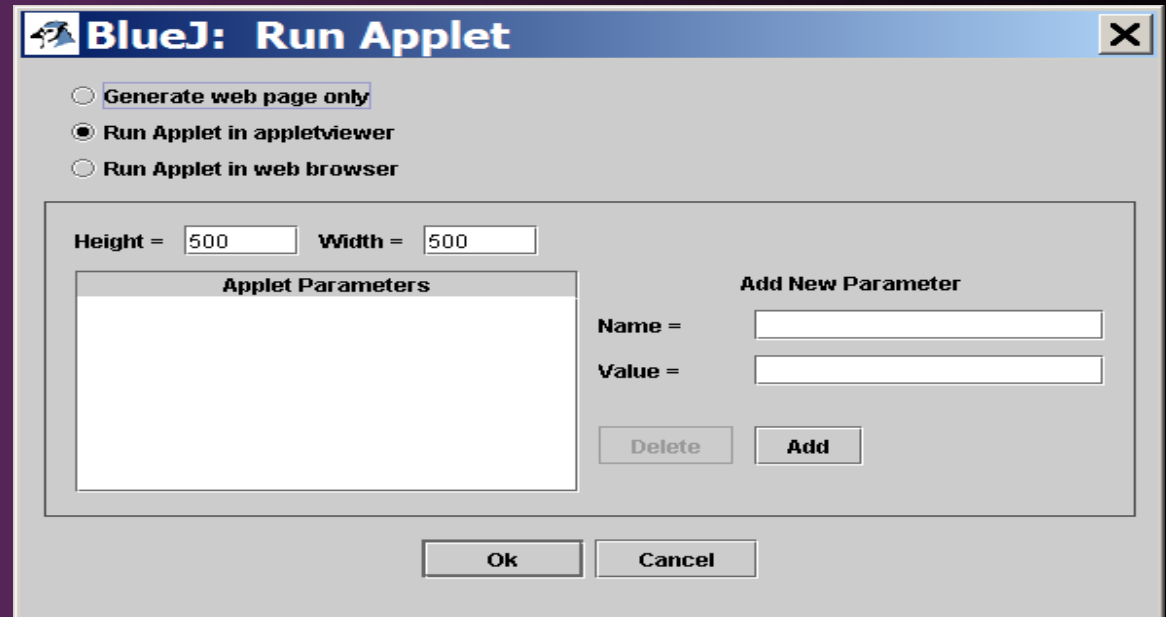 BlueJ: Run Applet
Generate web page only
Run Applet in appletviewer
Run Applet in web browser
Height = 500 Width = 500
Applet Parameters
Add New Parameter
Name =
Value =
Delete Add
Ok Cancel